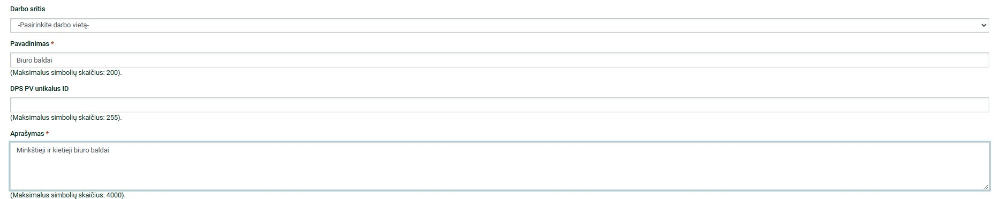 Darbo sritis
-Pasirinkite darbo vietą-
Pavadinimas *
Biuro baldai
(Maksimalus simbolių skaičius: 200).
DPS PV unikalus ID
(Maksimalus simbolių skaičius: 255).
Aprašymas *
Minkštieji ir kietieji biuro baldai
(Maksimalus simbolių skaičius: 4000).